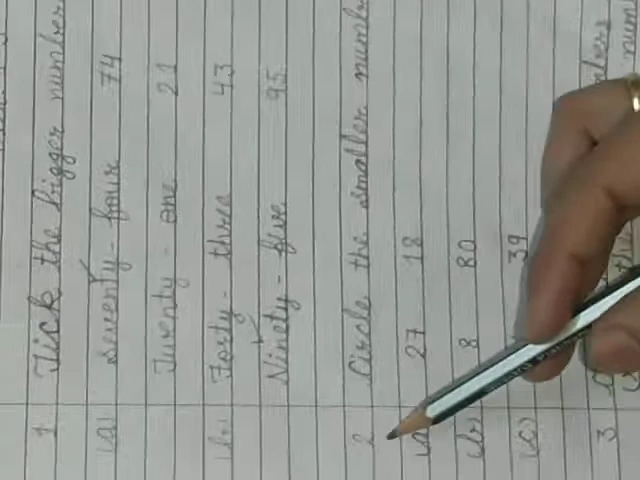 1 Tick the bigger number
(a) Seventy-four 74
Twenty-one 21
(b) Forty-three 43
Ninety-five 95
2 Circle the smaller
(a) 27 18
(b) 8 80
(c) 39
3